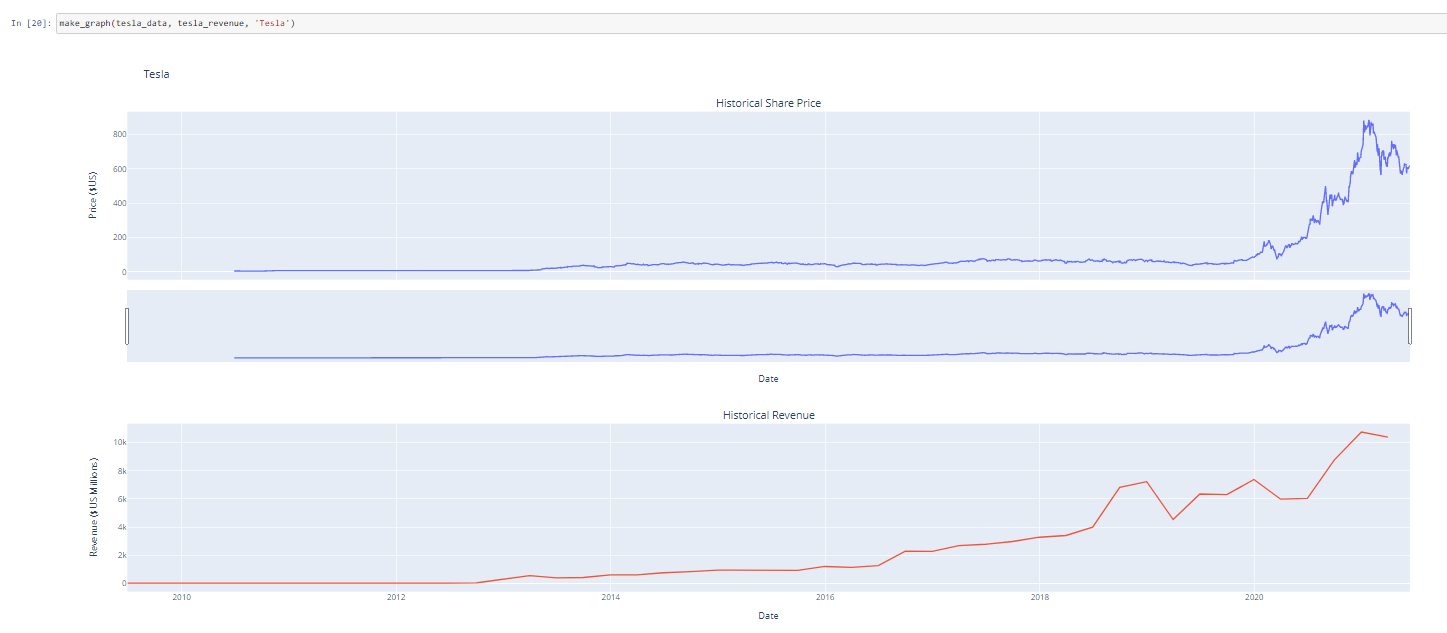 In [20]: make_graph(tesla_data, tesla_revenue, 'Tesla')
Tesla
Historical Share Price
800
600
400
200
0
Price ($US)
Date
Historical Revenue
10k
8k
6k
4k
2k
0
Revenue ($US Millions)
2010 2012 2014 2016 2018 2020
Date